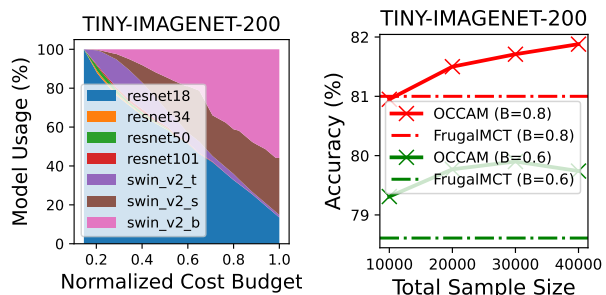 TINY-IMAGENET-200
Model Usage (%)
100
80
60
40
20
0
resnet18
resnet34
resnet50
resnet101
swin_v2_t
swin_v2_s
swin_v2_b
0.2 0.4 0.6 0.8 1.0
Normalized Cost Budget
TINY-IMAGENET-200
Accuracy (%)
82
81
80
79
OCCAM (B=0.8)
FrugalMCT (B=0.8)
OCCAM (B=0.6)
FrugalMCT (B=0.6)
10000 20000 30000 40000
Total Sample Size